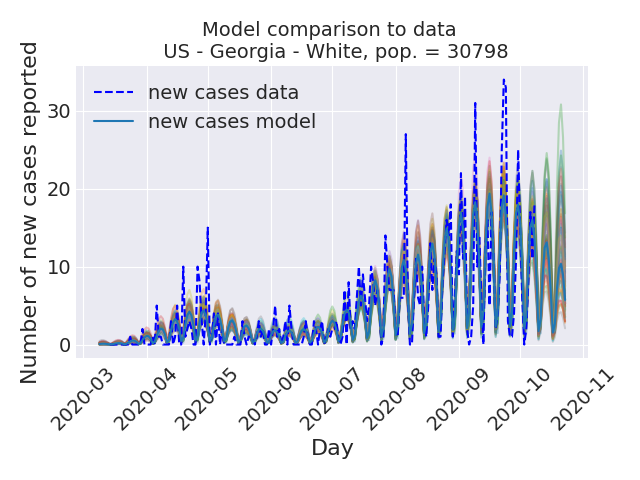 Model comparison to data
US - Georgia - White, pop. = 30798
Number of new cases reported
30
20
10
0
new cases data
new cases model
2020-03
2020-04
2020-05
2020-06
2020-07
2020-08
2020-09
2020-10
2020-11
Day